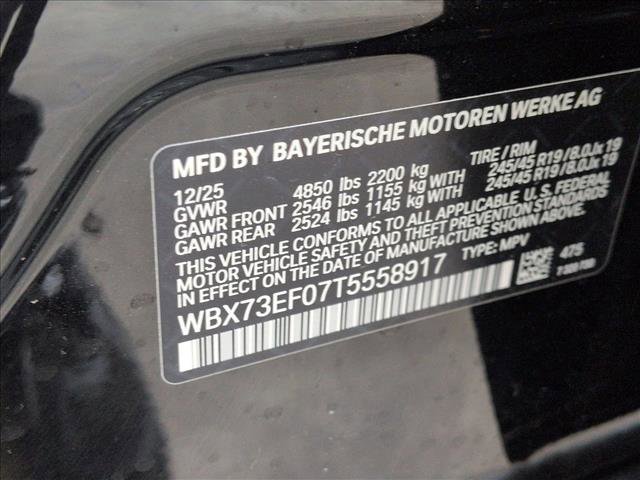 MFD BY BAYERISCHE MOTOREN WERKE AG
12/25 TIRE / RIM
GVWR 4850 lbs 2200 kg
GAWR FRONT 2546 lbs 1155 kg WITH 245/45 R19 / 8.0Jx19
GAWR REAR 2524 lbs 1145 kg WITH 245/45 R19 / 8.0Jx19
THIS VEHICLE CONFORMS TO ALL APPLICABLE U.S. FEDERAL
MOTOR VEHICLE SAFETY AND THEFT PREVENTION STANDARDS
IN EFFECT ON THE DATE OF MANUFACTURE SHOWN ABOVE.
WBX73EF07T5558917 TYPE: MPV 475